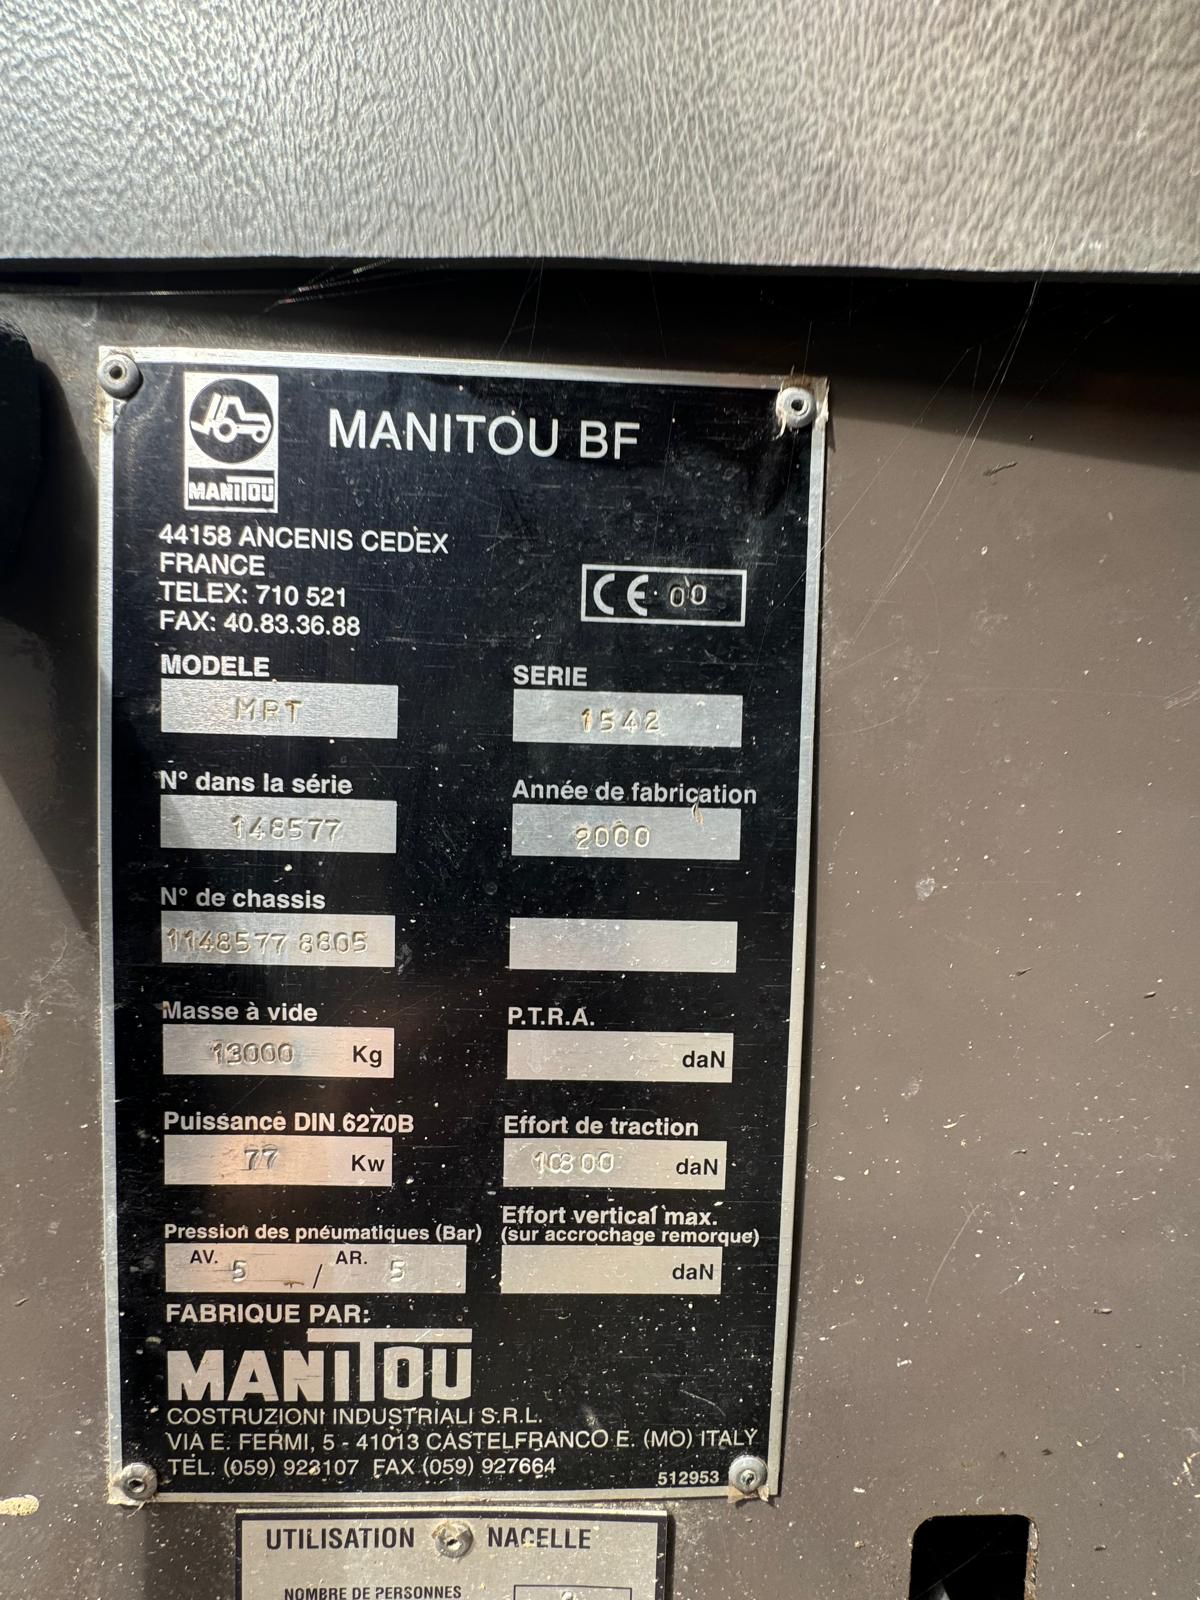 MANITOU
MANITOU BF
44158 ANCENIS CEDEX
FRANCE
TELEX: 710 521
FAX: 40.83.36.88
CE 00
MODELE
MRT
SERIE
1542
N° dans la série
148577
Année de fabrication
2000
N° de chassis
1148577 8805
Masse à vide
13000 Kg
P.T.R.A.
daN
Puissance DIN 6270B
77 Kw
Effort de traction
10800 daN
Pression des pneumatiques (Bar)
AV. 5 / AR. 5
Effort vertical max.
(sur accrochage remorque)
daN
FABRIQUE PAR:
MANITOU
COSTRUZIONI INDUSTRIALI S.R.L.
VIA E. FERMI, 5 - 41013 CASTELFRANCO E. (MO) ITALY
TEL. (059) 923107 FAX (059) 927664
512953
UTILISATION NACELLE
NOMBRE DE PERSONNES